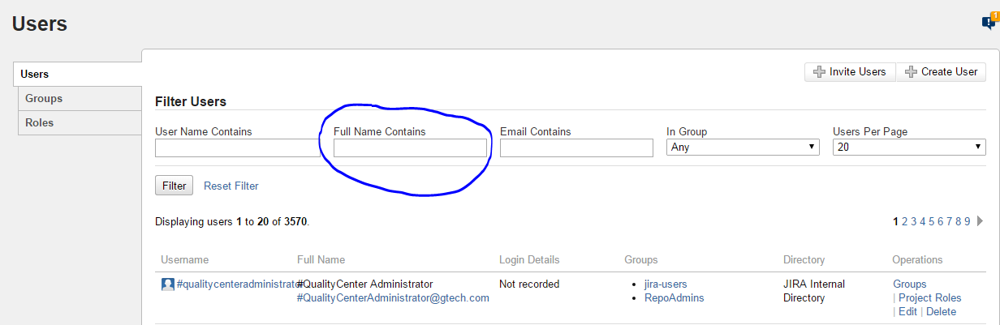 Users
1
Users
Groups
Roles
Invite Users
Create User
Filter Users
User Name Contains
Full Name Contains
Email Contains
In Group
Users Per Page
Any
20
Filter
Reset Filter
Displaying users 1 to 20 of 3570.
1 2 3 4 5 6 7 8 9
Username
Full Name
Login Details
Groups
Directory
Operations
#qualitycenteradministrat
#QualityCenter Administrator
#QualityCenterAdministrator@gtech.com
Not recorded
jira-users
RepoAdmins
JIRA Internal
Directory
Groups
| Project Roles
| Edit | Delete